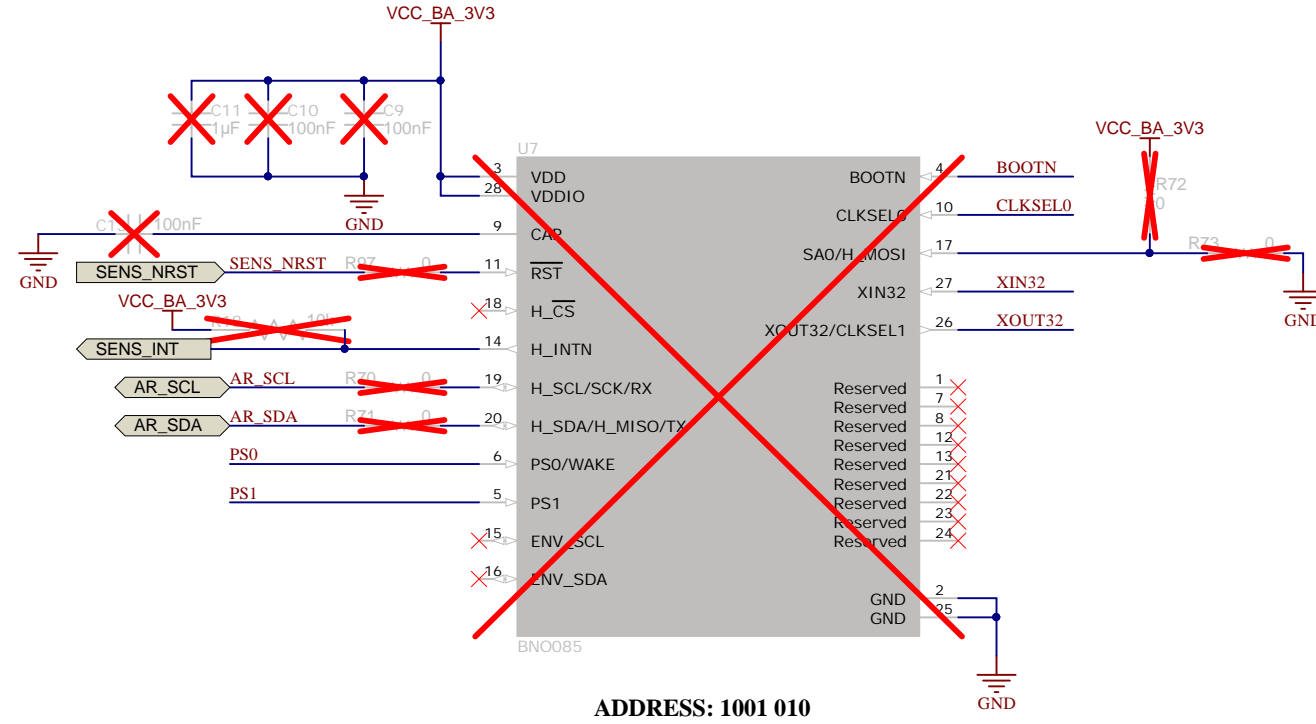 VCC_BA_3V3
C11
1µF
C10
100nF
C9
100nF
GND
U7
3 VDD
28 VDDIO
100nF
9 CAP
GND
SENS_NRST SENS_NRST R97 0 11 RST
VCC_BA_3V3
18 H_CS
10k
SENS_INT 14 H_INTN
AR_SCL AR_SCL R70 0 19 H_SCL/SCK/RX
AR_SDA AR_SDA R71 0 20 H_SDA/H_MISO/TX
PS0 6 PS0/WAKE
PS1 5 PS1
15 ENV_SCL
16 ENV_SDA
BNO085
BOOTN 4 BOOTN
CLKSEL0 10 CLKSEL0
SA0/H_MOSI 17
XIN32 27 XIN32
XOUT32/CLKSEL1 26 XOUT32
VCC_BA_3V3
R72
0
R73 0
GND
Reserved 1
Reserved 7
Reserved 8
Reserved 12
Reserved 13
Reserved 21
Reserved 22
Reserved 23
Reserved 24
GND 2
GND 25
GND
ADDRESS: 1001 010